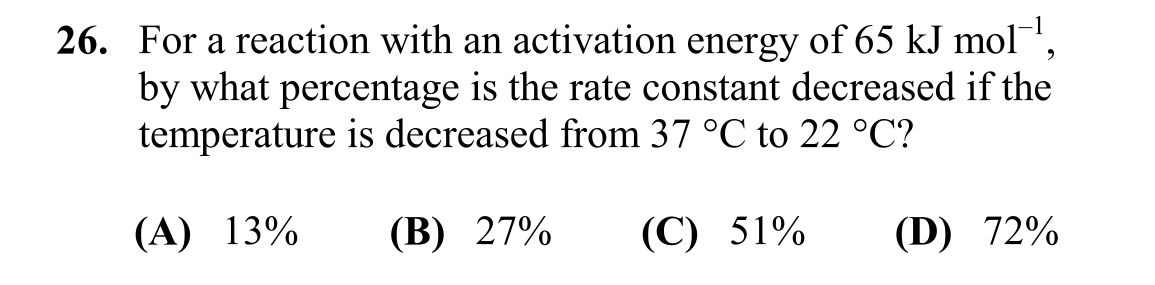 26. For a reaction with an activation energy of 65 kJ mol⁻¹,
by what percentage is the rate constant decreased if the
temperature is decreased from 37 °C to 22 °C?
(A) 13% (B) 27% (C) 51% (D) 72%